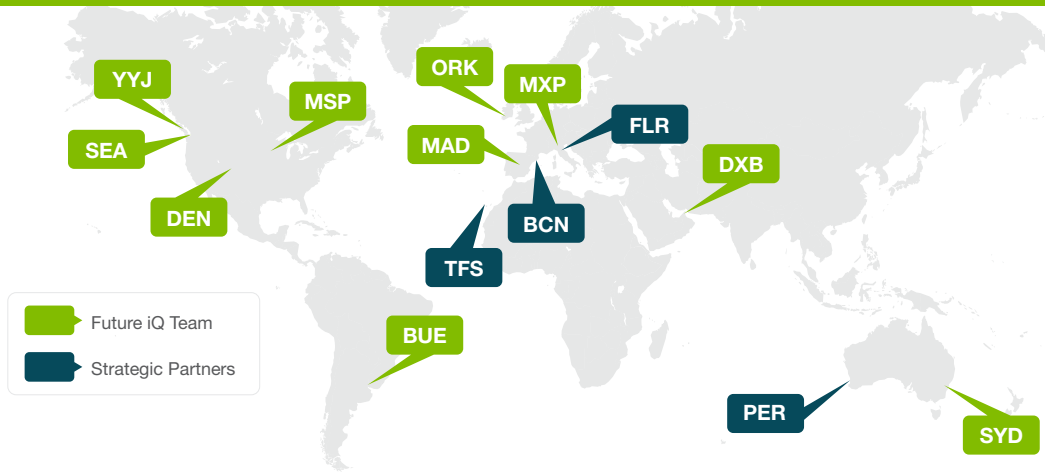 YYJ
MSP
SEA
DEN
ORK
MXP
MAD
FLR
DXB
BCN
TFS
BUE
PER
SYD
Future iQ Team
Strategic Partners